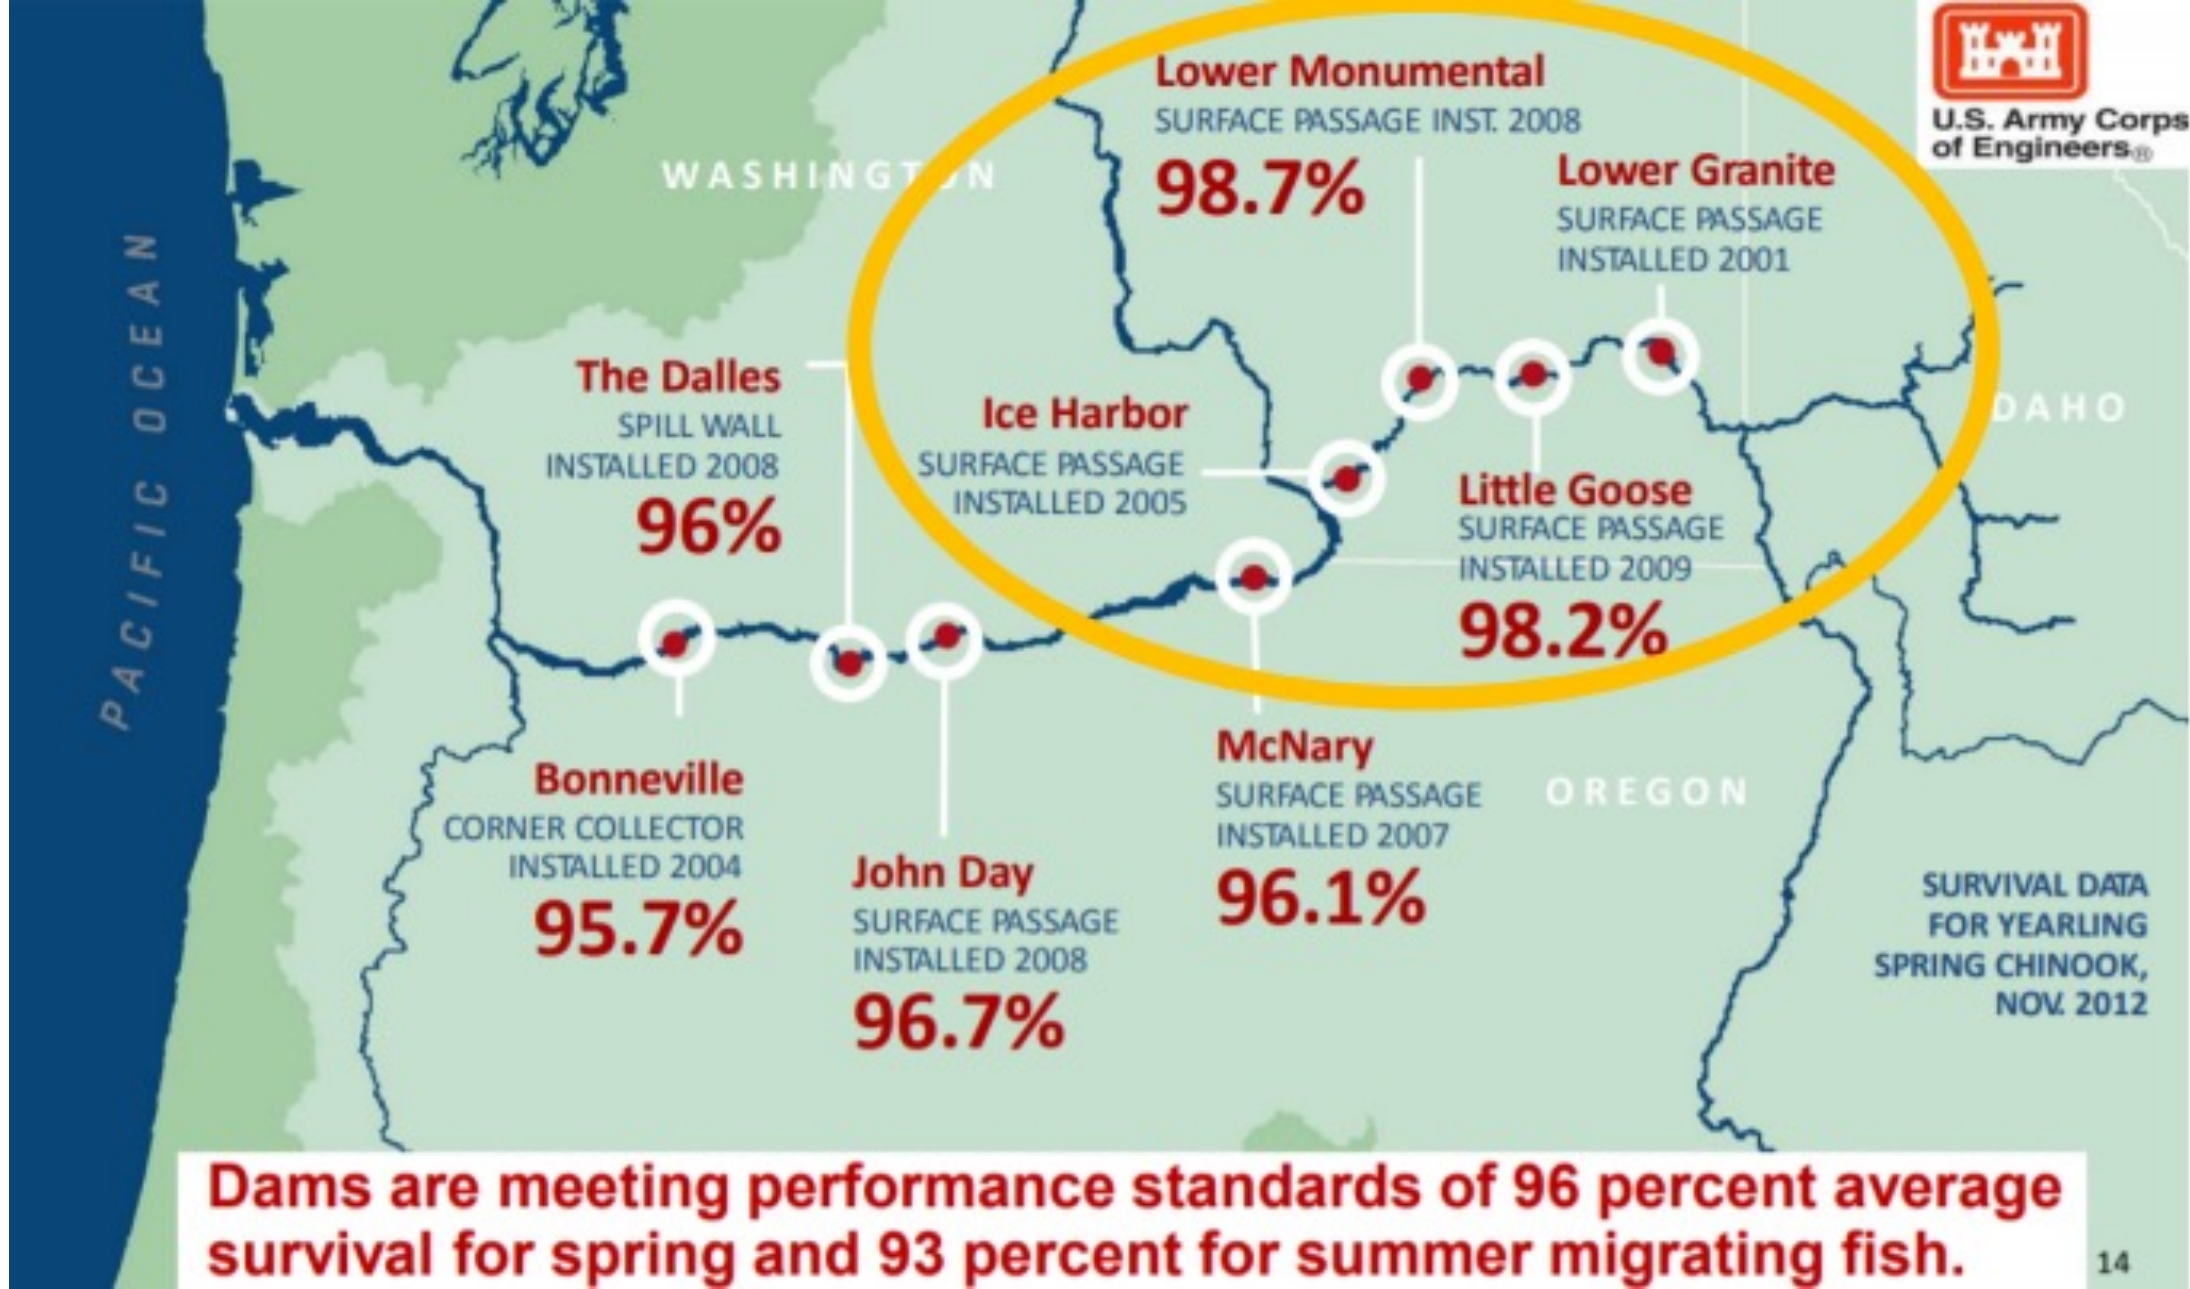 Lower Monumental
SURFACE PASSAGE INST. 2008
98.7%
U.S. Army Corps
of Engineers®
WASHINGTON
Lower Granite
SURFACE PASSAGE
INSTALLED 2001
PACIFIC OCEAN
The Dalles
SPILL WALL
INSTALLED 2008
96%
Ice Harbor
SURFACE PASSAGE
INSTALLED 2005
DAHO
Little Goose
SURFACE PASSAGE
INSTALLED 2009
98.2%
Bonneville
CORNER COLLECTOR
INSTALLED 2004
95.7%
John Day
SURFACE PASSAGE
INSTALLED 2008
96.7%
McNary
SURFACE PASSAGE
INSTALLED 2007
96.1%
OREGON
SURVIVAL DATA
FOR YEARLING
SPRING CHINOOK,
NOV. 2012
Dams are meeting performance standards of 96 percent average
survival for spring and 93 percent for summer migrating fish.
14